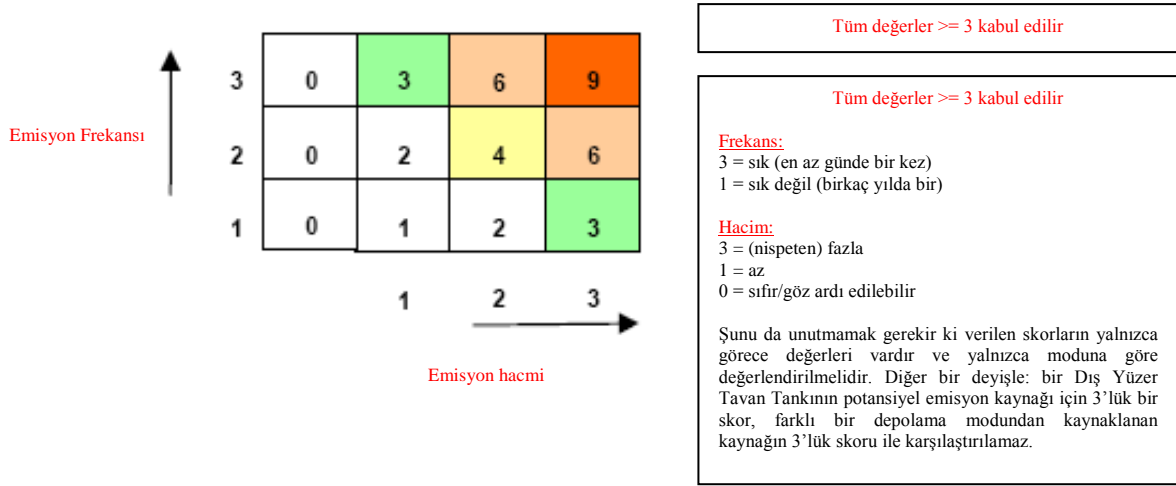 Emisyon Frekansı
3 0 3 6 9
2 0 2 4 6
1 0 1 2 3
1 2 3
Emisyon hacmi
Tüm değerler >= 3 kabul edilir
Tüm değerler >= 3 kabul edilir
Frekans:
3 = sık (en az günde bir kez)
1 = sık değil (birkaç yılda bir)
Hacim:
3 = (nispeten) fazla
1 = az
0 = sıfır/göz ardı edilebilir
Şunu da unutmamak gerekir ki verilen skorların yalnızca
görece değerleri vardır ve yalnızca moduna göre
değerlendirilmelidir. Diğer bir deyişle: bir Dış Yüzer
Tavan Tankının potansiyel emisyon kaynağı için 3’lük bir
skor, farklı bir depolama modundan kaynaklanan
kaynağın 3’lük skoru ile karşılaştırılamaz.